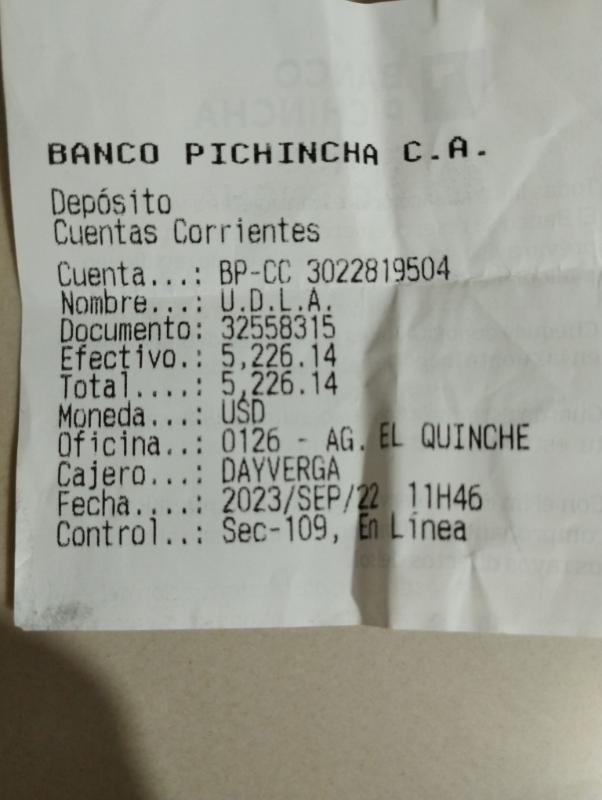 BANCO PICHINCHA C.A.
Depósito
Cuentas Corrientes
Cuenta...: BP-CC 3022819504
Nombre...: U.D.L.A.
Documento: 32558315
Efectivo.: 5,226.14
Total....: 5,226.14
Moneda...: USD
Oficina..: 0126 - AG. EL QUINCHE
Cajero...: DAYVERGA
Fecha....: 2023/SEP/22 11H46
Control..: Sec-109, En Línea